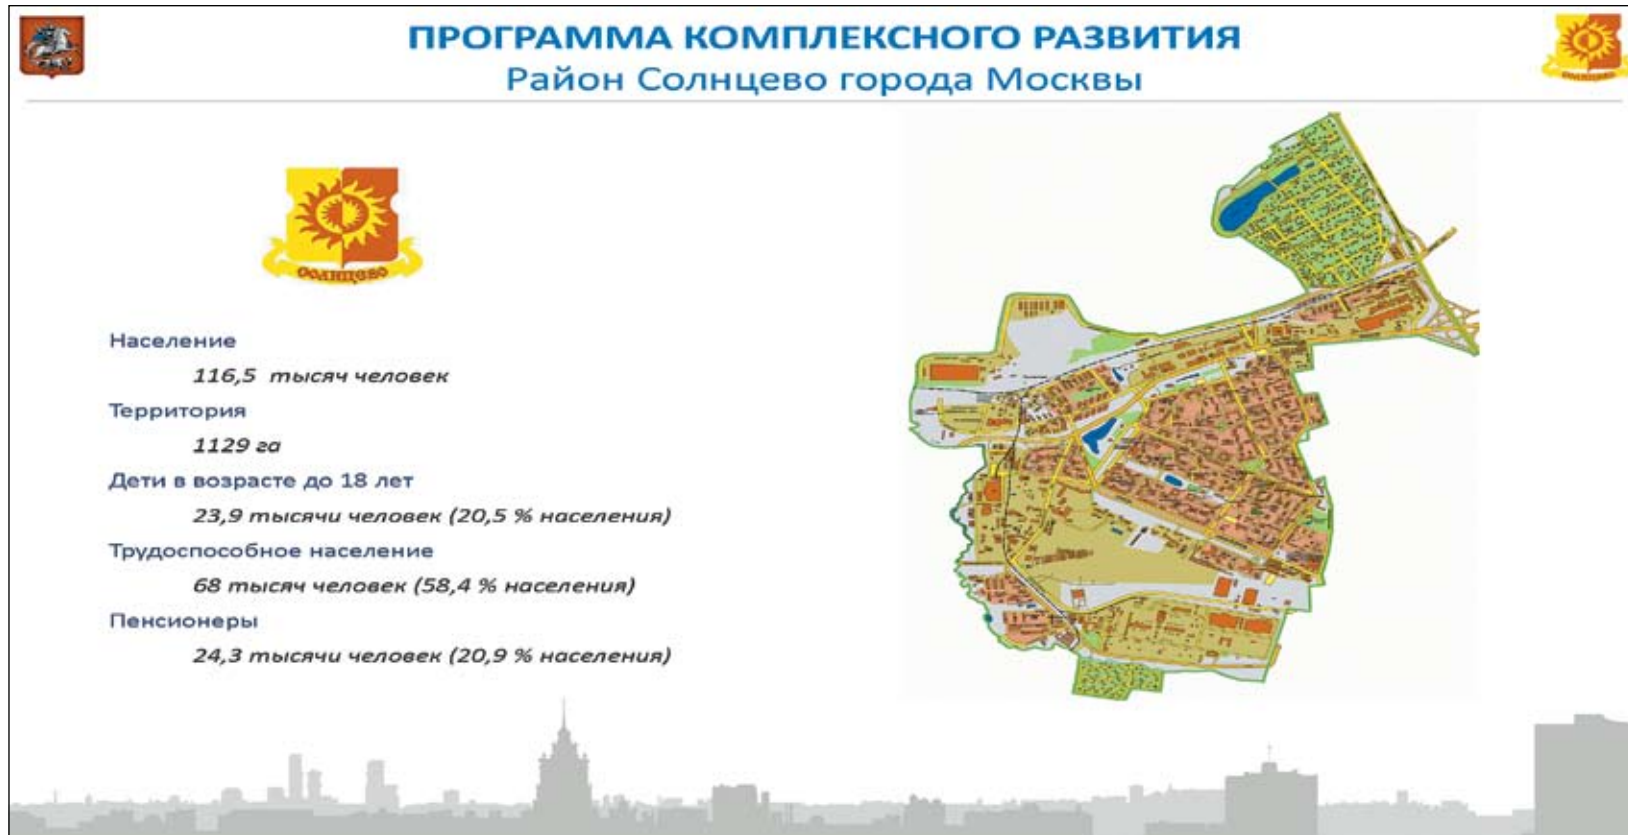 ПРОГРАММА КОМПЛЕКСНОГО РАЗВИТИЯ
Район Солнцево города Москвы
СОЛНЦЕВО
СОЛНЦЕВО
Население
116,5 тысяч человек
Территория
1129 га
Дети в возрасте до 18 лет
23,9 тысячи человек (20,5 % населения)
Трудоспособное население
68 тысяч человек (58,4 % населения)
Пенсионеры
24,3 тысячи человек (20,9 % населения)